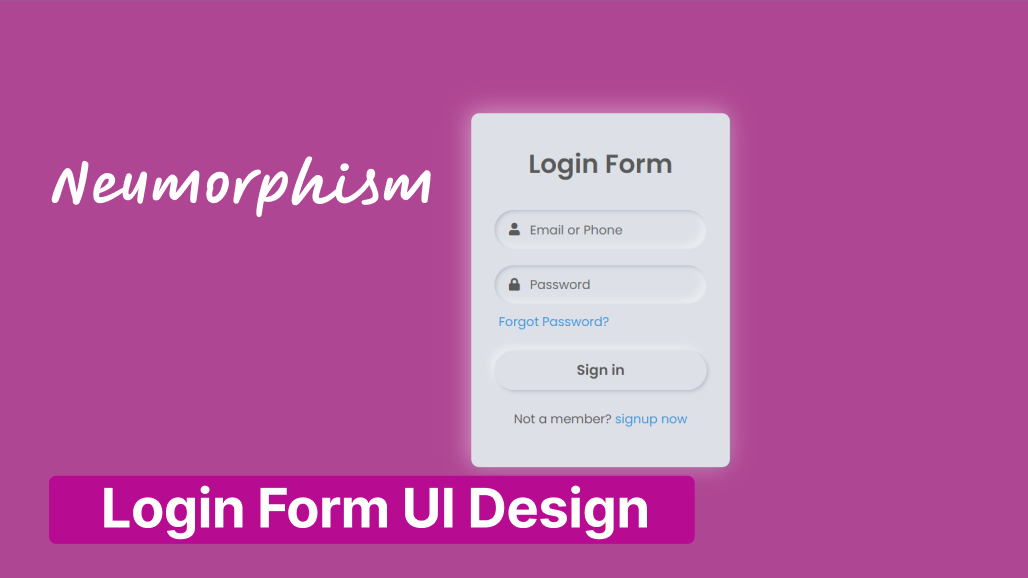 Neumorphism
Login Form
Email or Phone
Password
Forgot Password?
Sign in
Not a member? signup now
Login Form UI Design